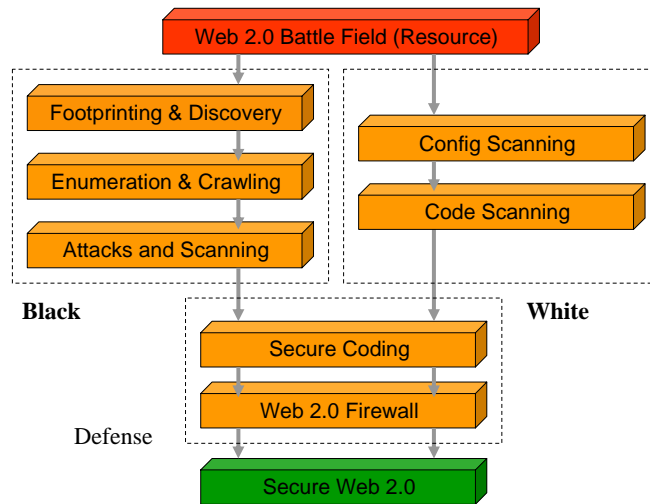 Web 2.0 Battle Field (Resource)
Footprinting & Discovery
Enumeration & Crawling
Attacks and Scanning
Black
Config Scanning
Code Scanning
White
Secure Coding
Web 2.0 Firewall
Defense
Secure Web 2.0